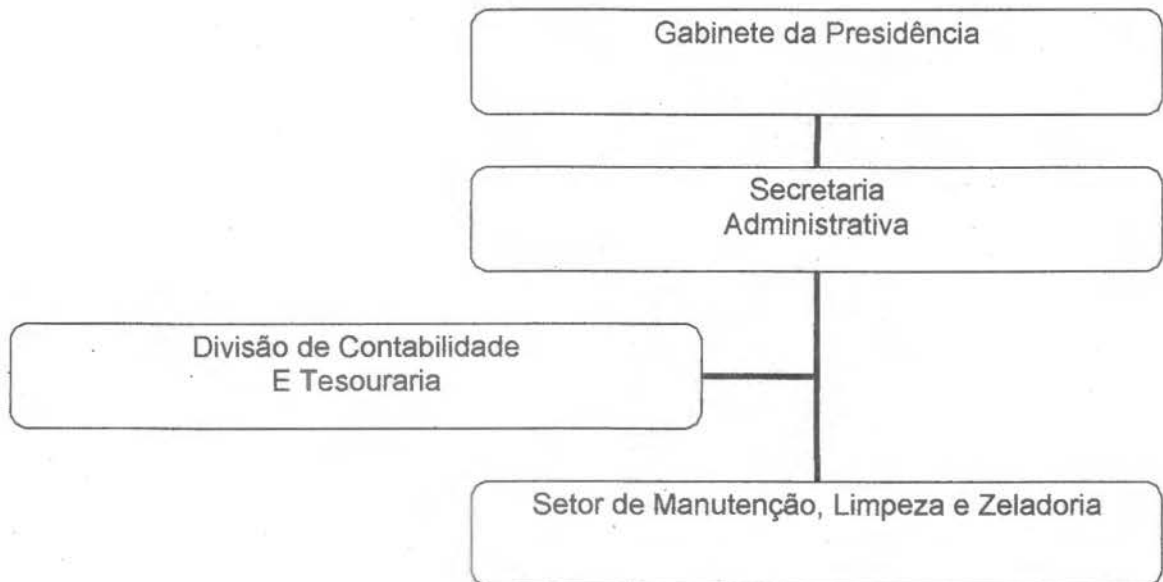 Gabinete da Presidência
Secretaria
Administrativa
Divisão de Contabilidade
E Tesouraria
Setor de Manutenção, Limpeza e Zeladoria